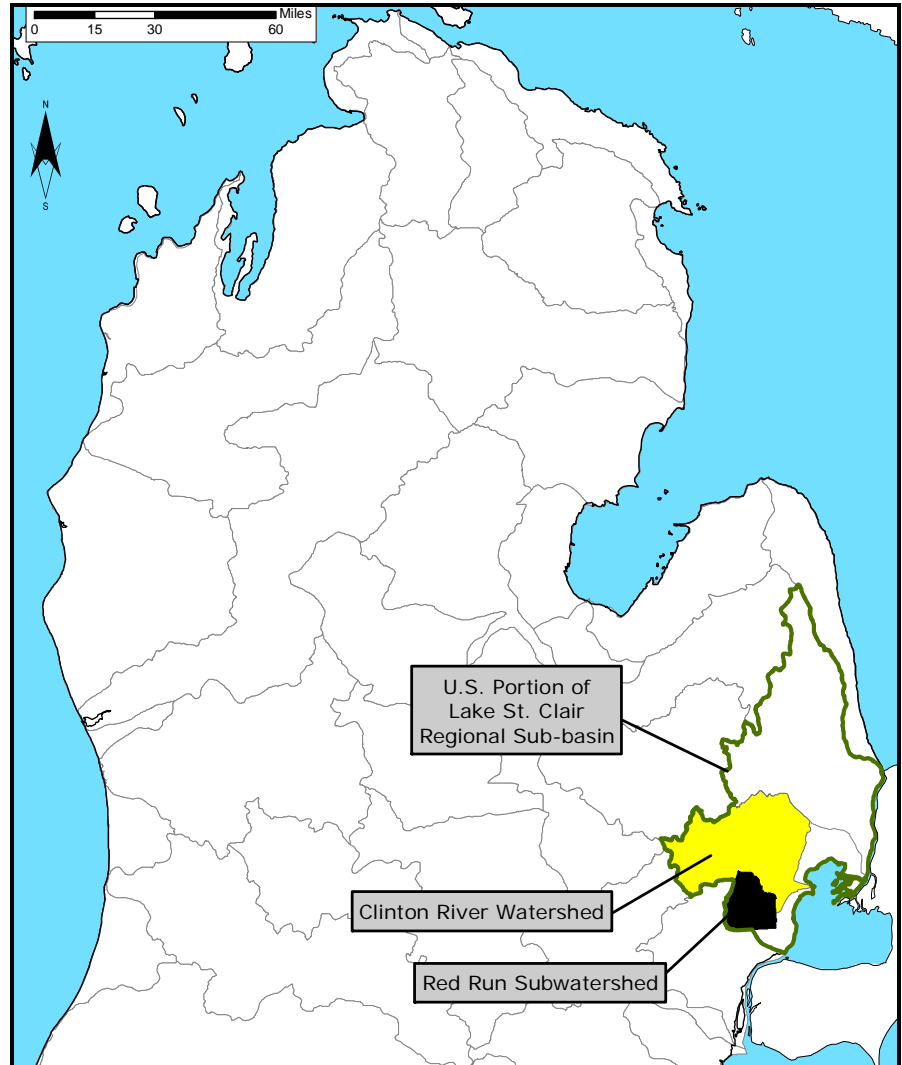 Miles
0 15 30 60
N
S
U.S. Portion of
Lake St. Clair
Regional Sub-basin
Clinton River Watershed
Red Run Subwatershed